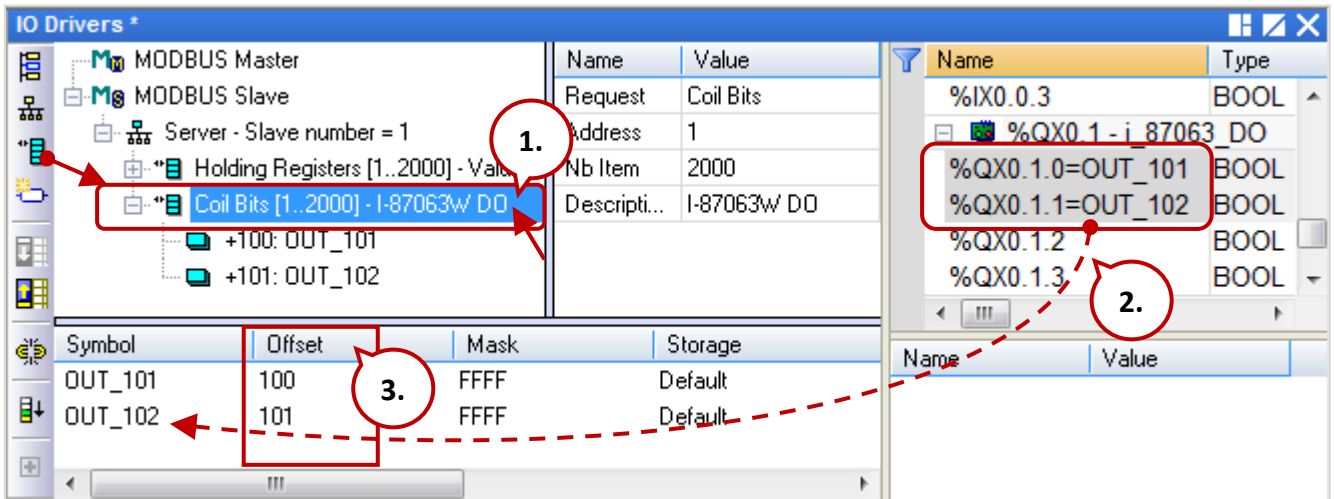 IO Drivers *
MODBUS Master
MODBUS Slave
Server - Slave number = 1
Holding Registers [1..2000] - Valu
Coil Bits [1..2000] - I-87063W DO
+100: OUT_101
+101: OUT_102
1.
Name Value
Request Coil Bits
Address 1
Nb Item 2000
Descripti... I-87063W DO
Name Type
%IX0.0.3 BOOL
%QX0.1 - i_87063_DO
%QX0.1.0=OUT_101 BOOL
%QX0.1.1=OUT_102 BOOL
%QX0.1.2 BOOL
%QX0.1.3 BOOL
2.
Symbol Offset Mask Storage
OUT_101 100 FFFF Default
OUT_102 101 FFFF Default
3.
Name Value